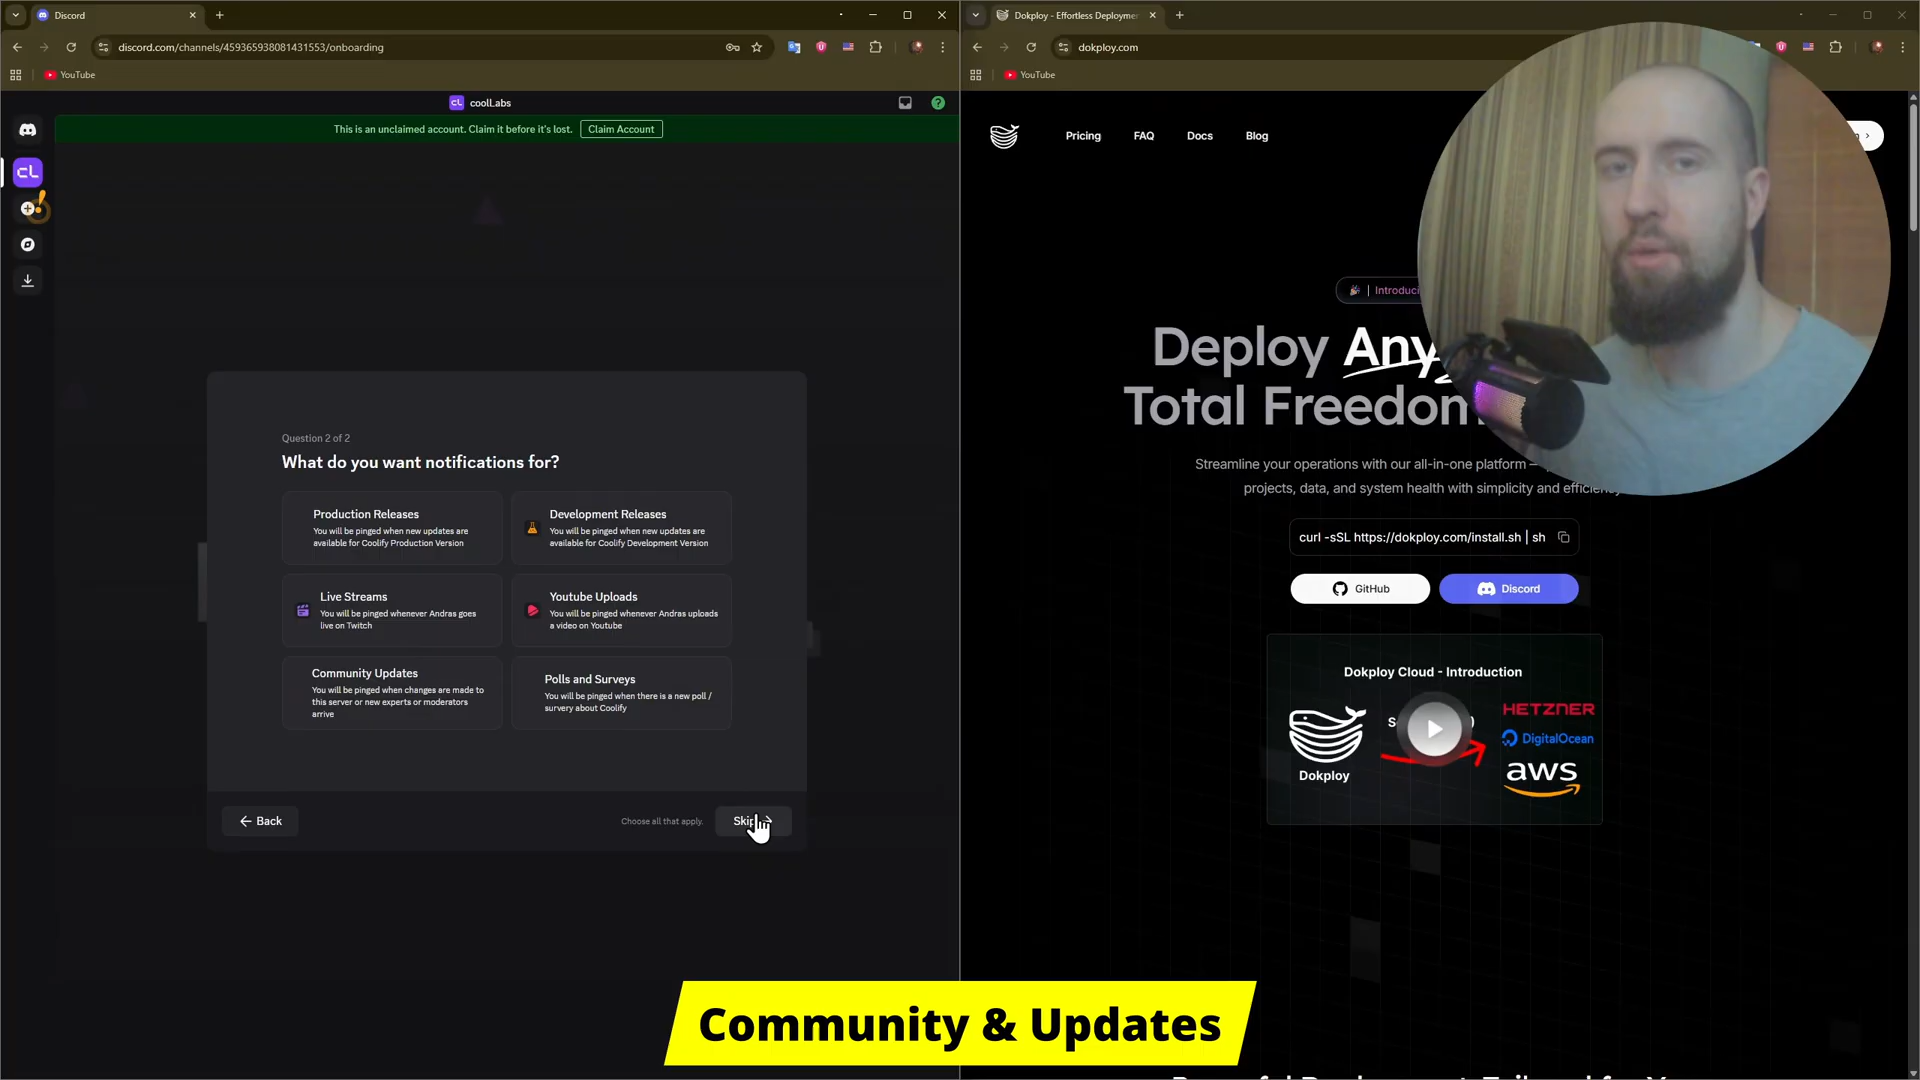 Discord
discord.com/channels/459365938081431553/onboarding
YouTube
CL coolLabs
This is an unclaimed account. Claim it before it's lost. Claim Account
CL
Question 2 of 2
What do you want notifications for?
Production Releases
You will be pinged when new updates are
available for Coolify Production Version
Development Releases
You will be pinged when new updates are
available for Coolify Development Version
Live Streams
You will be pinged whenever Andras goes
live on Twitch
Youtube Uploads
You will be pinged whenever Andras uploads
a video on Youtube
Community Updates
You will be pinged when changes are made to
this server or new experts or moderators
arrive
Polls and Surveys
You will be pinged when there is a new poll /
survery about Coolify
Back
Choose all that apply.
Dokploy - Effortless Deployme
dokploy.com
YouTube
Pricing FAQ Docs Blog
Deploy Any
Total Freedom
Streamline your operations with our all-in-one platform —
projects, data, and system health with simplicity and
curl -sSL https://dokploy.com/install.sh | sh
GitHub
Discord
Dokploy Cloud - Introduction
Dokploy
HETZNER
DigitalOcean
aws
Community & Updates